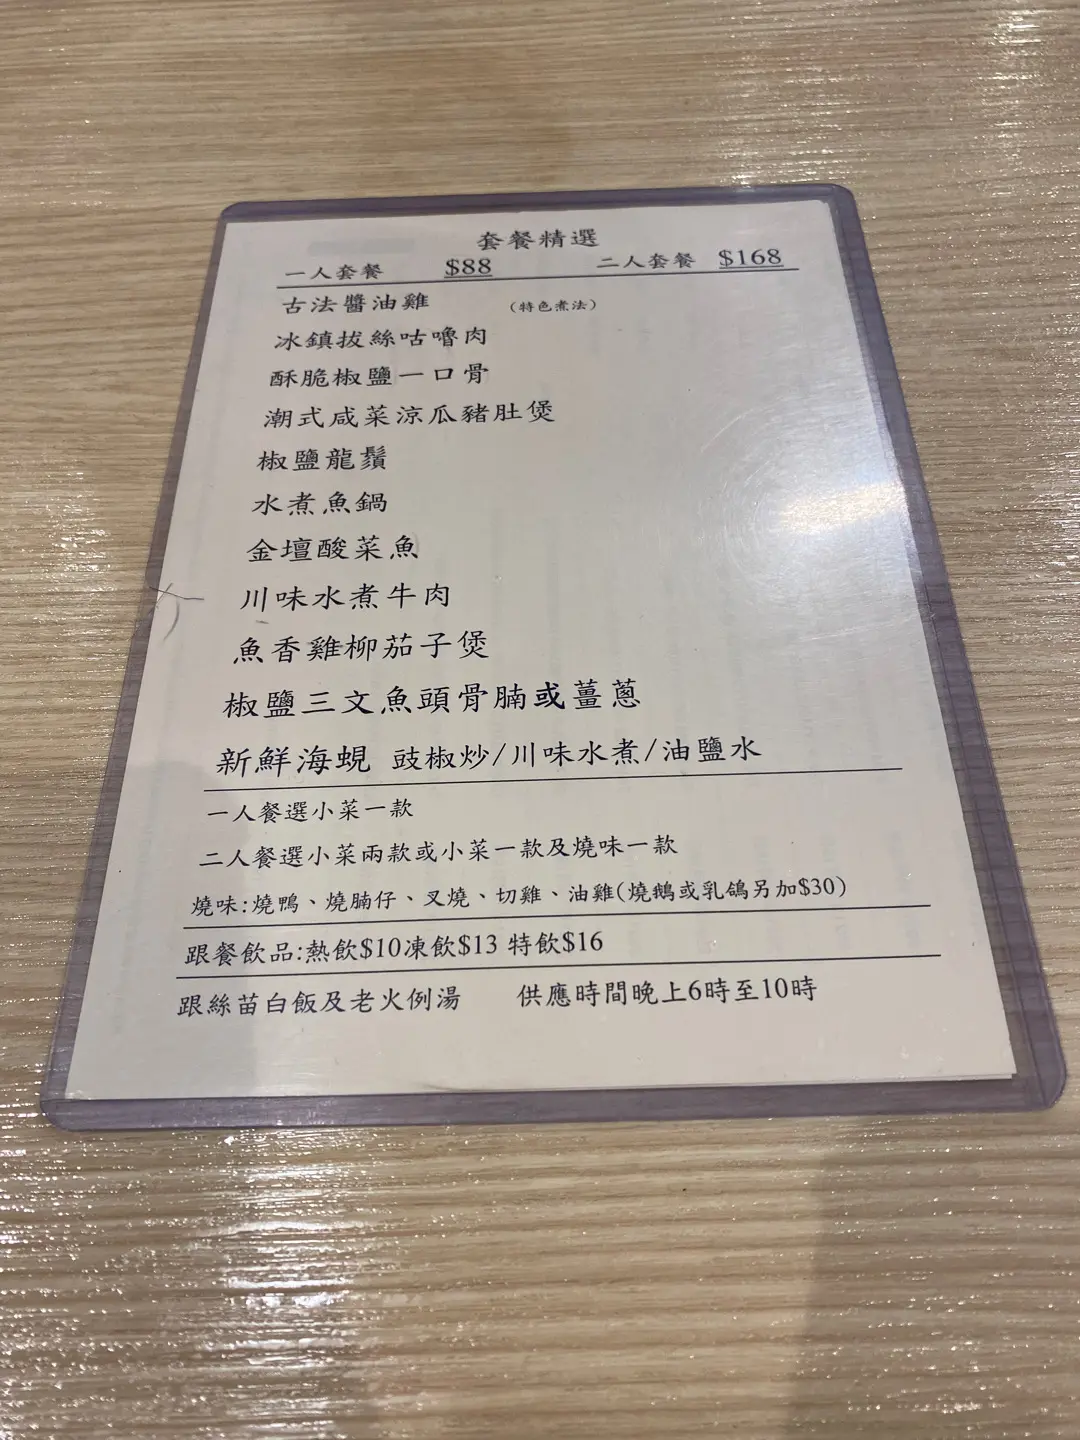 套餐精選
一人套餐 $88 二人套餐 $168
古法醬油雞 (特色煮法)
冰鎮拔絲咕嚕肉
酥脆椒鹽一口骨
潮式咸菜涼瓜豬肚煲
椒鹽龍鬚
水煮魚鍋
金壇酸菜魚
川味水煮牛肉
魚香雞柳茄子煲
椒鹽三文魚頭骨腩或薑蔥
新鮮海蜆 豉椒炒/川味水煮/油鹽水
一人餐選小菜一款
二人餐選小菜兩款或小菜一款及燒味一款
燒味:燒鴨、燒腩仔、叉燒、切雞、油雞(燒鵝或乳鴿另加$30)
跟餐飲品:熱飲$10凍飲$13 特飲$16
跟絲苗白飯及老火例湯 供應時間晚上6時至10時